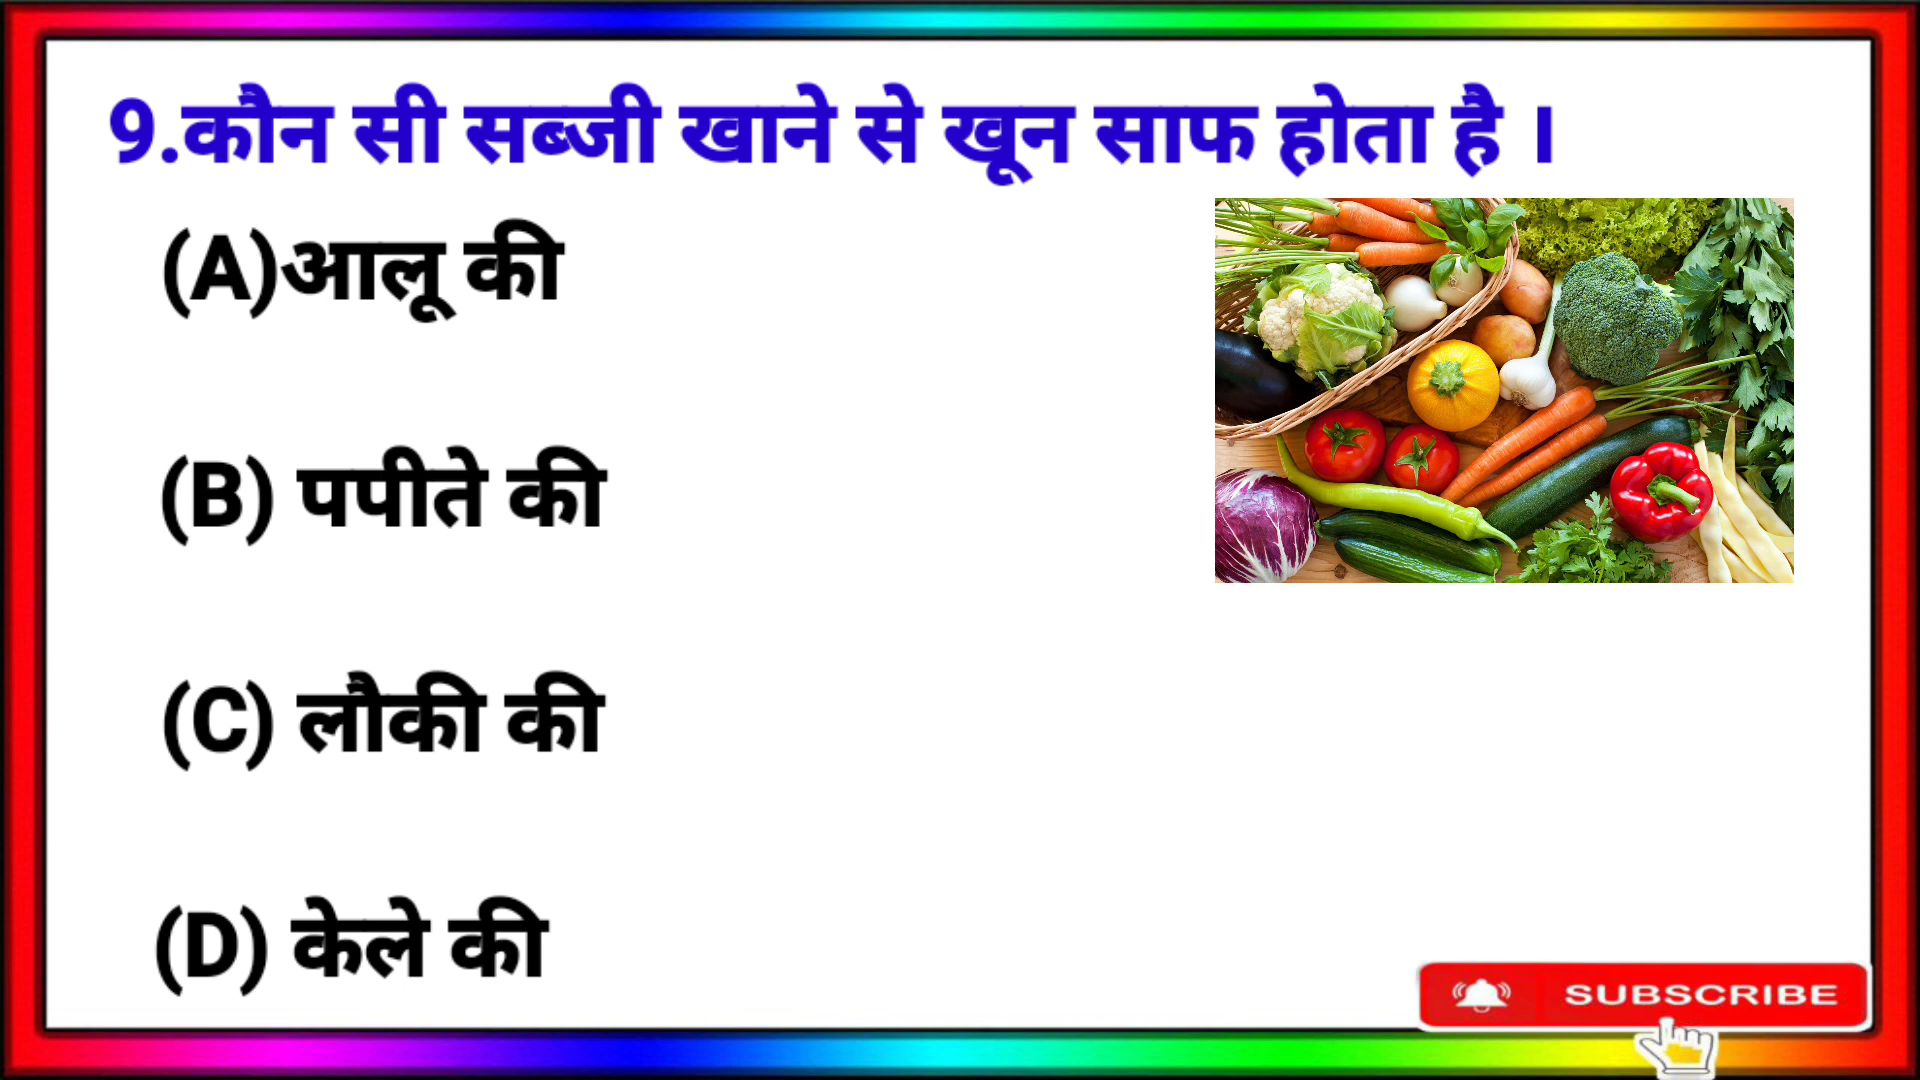 9.कौन सी सब्जी खाने से खून साफ होता है ।
(A)आलू की
(B) पपीते की
(C) लौकी की
(D) केले की
SUBSCRIBE